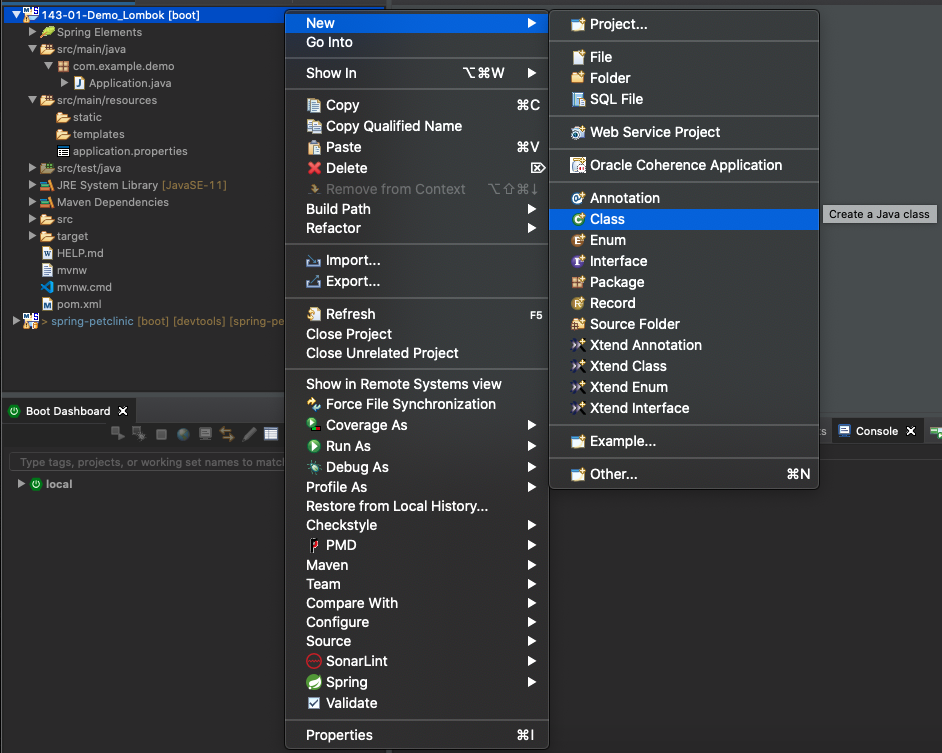 143-01-Demo_Lombok [boot]
Spring Elements
src/main/java
com.example.demo
Application.java
src/main/resources
static
templates
application.properties
src/test/java
JRE System Library [JavaSE-11]
Maven Dependencies
src
target
HELP.md
mvnw
mvnw.cmd
pom.xml
> spring-petclinic [boot] [devtools] [spring-pe
Boot Dashboard
Type tags, projects, or working set names to match
local
New
Go Into
Show In ⌥⌘W
Copy ⌘C
Copy Qualified Name
Paste ⌘V
Delete ⌦
Remove from Context ⌥⇧⌘↓
Build Path
Refactor
Import...
Export...
Refresh F5
Close Project
Close Unrelated Project
Show in Remote Systems view
Force File Synchronization
Coverage As
Run As
Debug As
Profile As
Restore from Local History...
Checkstyle
PMD
Maven
Team
Compare With
Configure
Source
SonarLint
Spring
Validate
Properties ⌘I
Project...
File
Folder
SQL File
Web Service Project
Oracle Coherence Application
Annotation
Class
Enum
Interface
Package
Record
Source Folder
Xtend Annotation
Xtend Class
Xtend Enum
Xtend Interface
Example...
Other... ⌘N
Create a Java class
Console